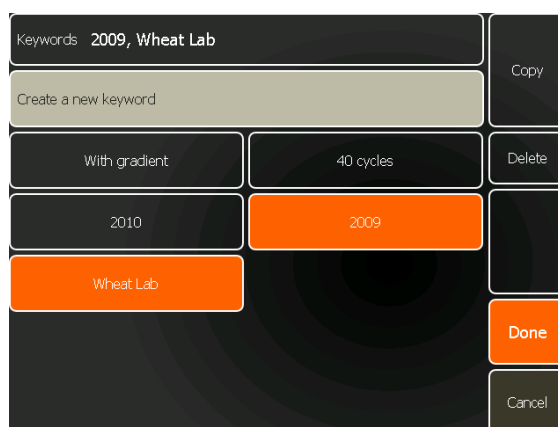 Keywords 2009, Wheat Lab
Copy
Create a new keyword
With gradient
40 cycles
Delete
2010
2009
Wheat Lab
Done
Cancel